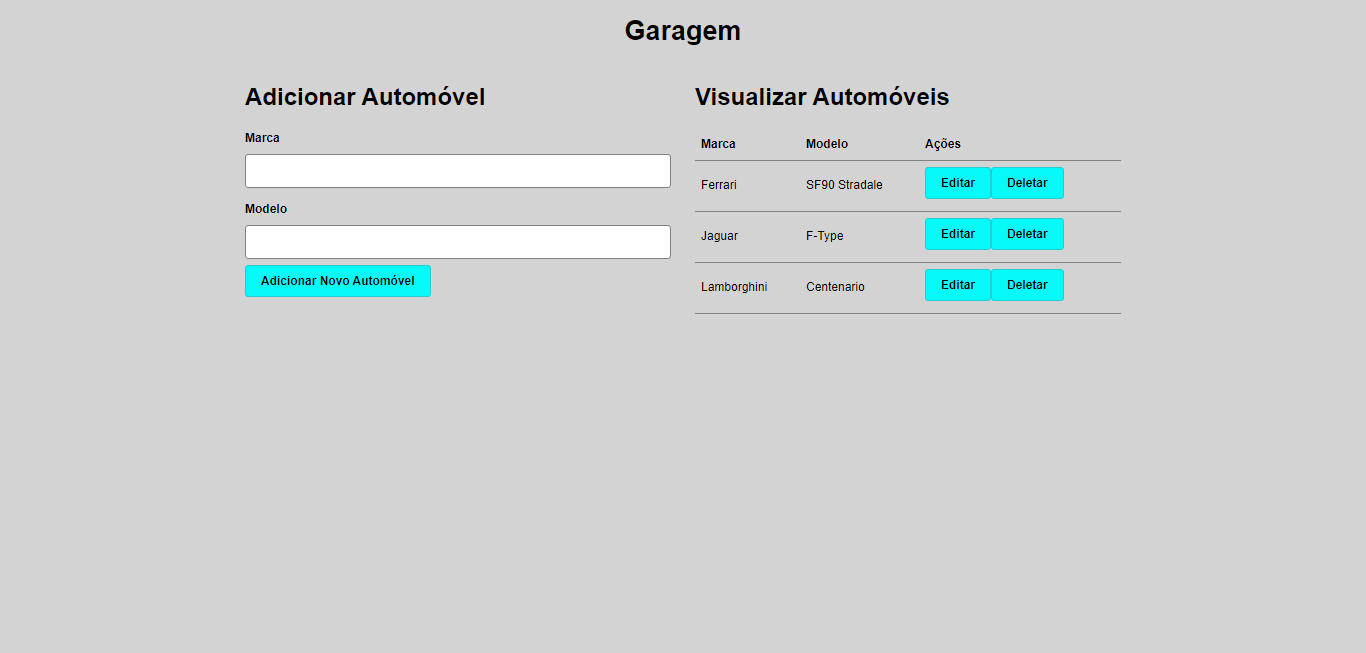 Garagem
Adicionar Automóvel
Marca
Modelo
Adicionar Novo Automóvel
Visualizar Automóveis
Marca Modelo Ações
Ferrari SF90 Stradale Editar Deletar
Jaguar F-Type Editar Deletar
Lamborghini Centenario Editar Deletar